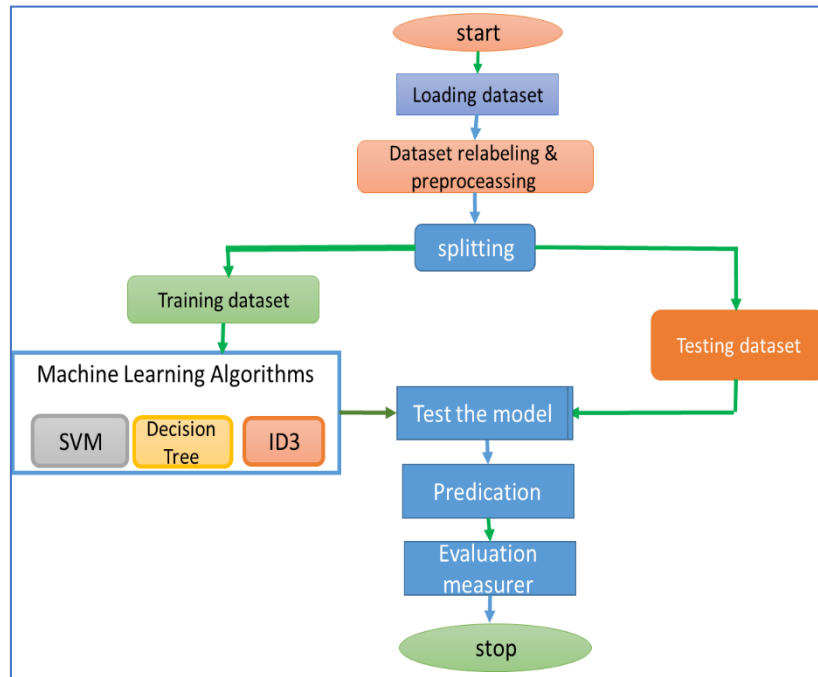 start
Loading dataset
Dataset relabeling &
preproceassing
splitting
Training dataset
Testing dataset
Machine Learning Algorithms
SVM
Decision
Tree
ID3
Test the model
Predication
Evaluation
measurer
stop